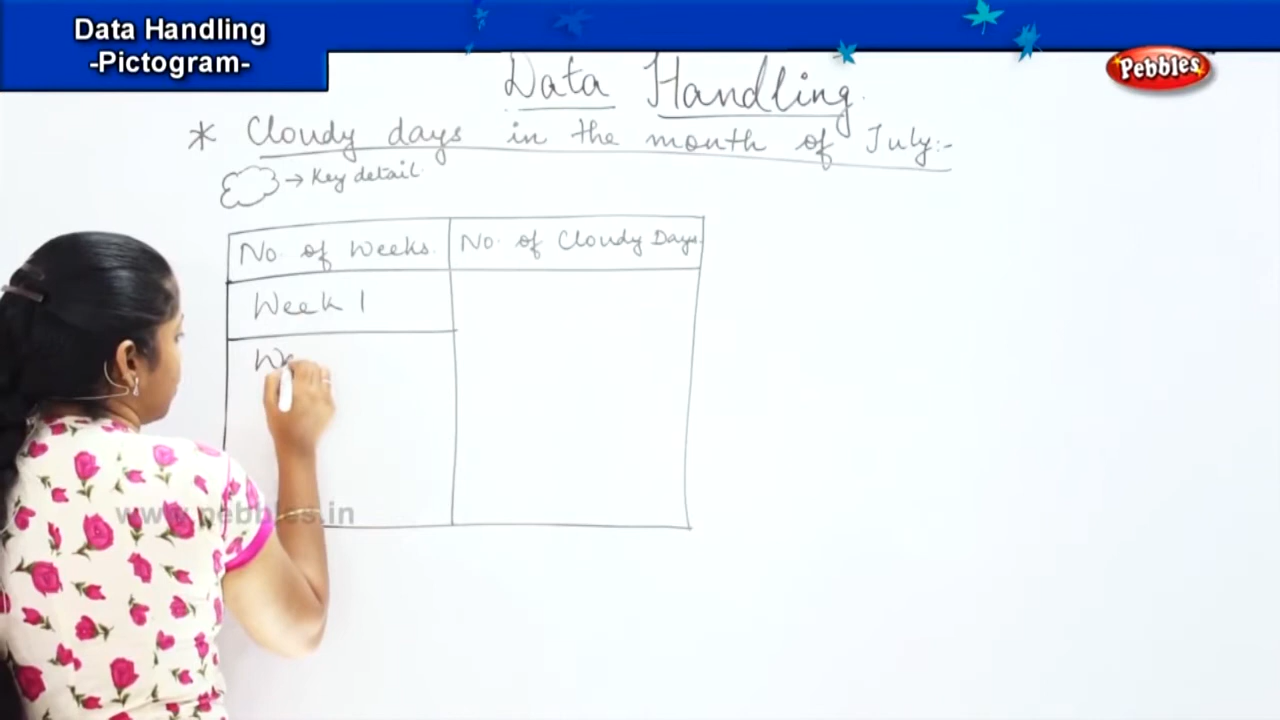 Data Handling
-Pictogram-
Pebbles
Data Handling.
* Cloudy days in the month of July:-
→ Key detail.
No. of Weeks. No. of Cloudy Days.
Week 1
We
www.pebbles.in